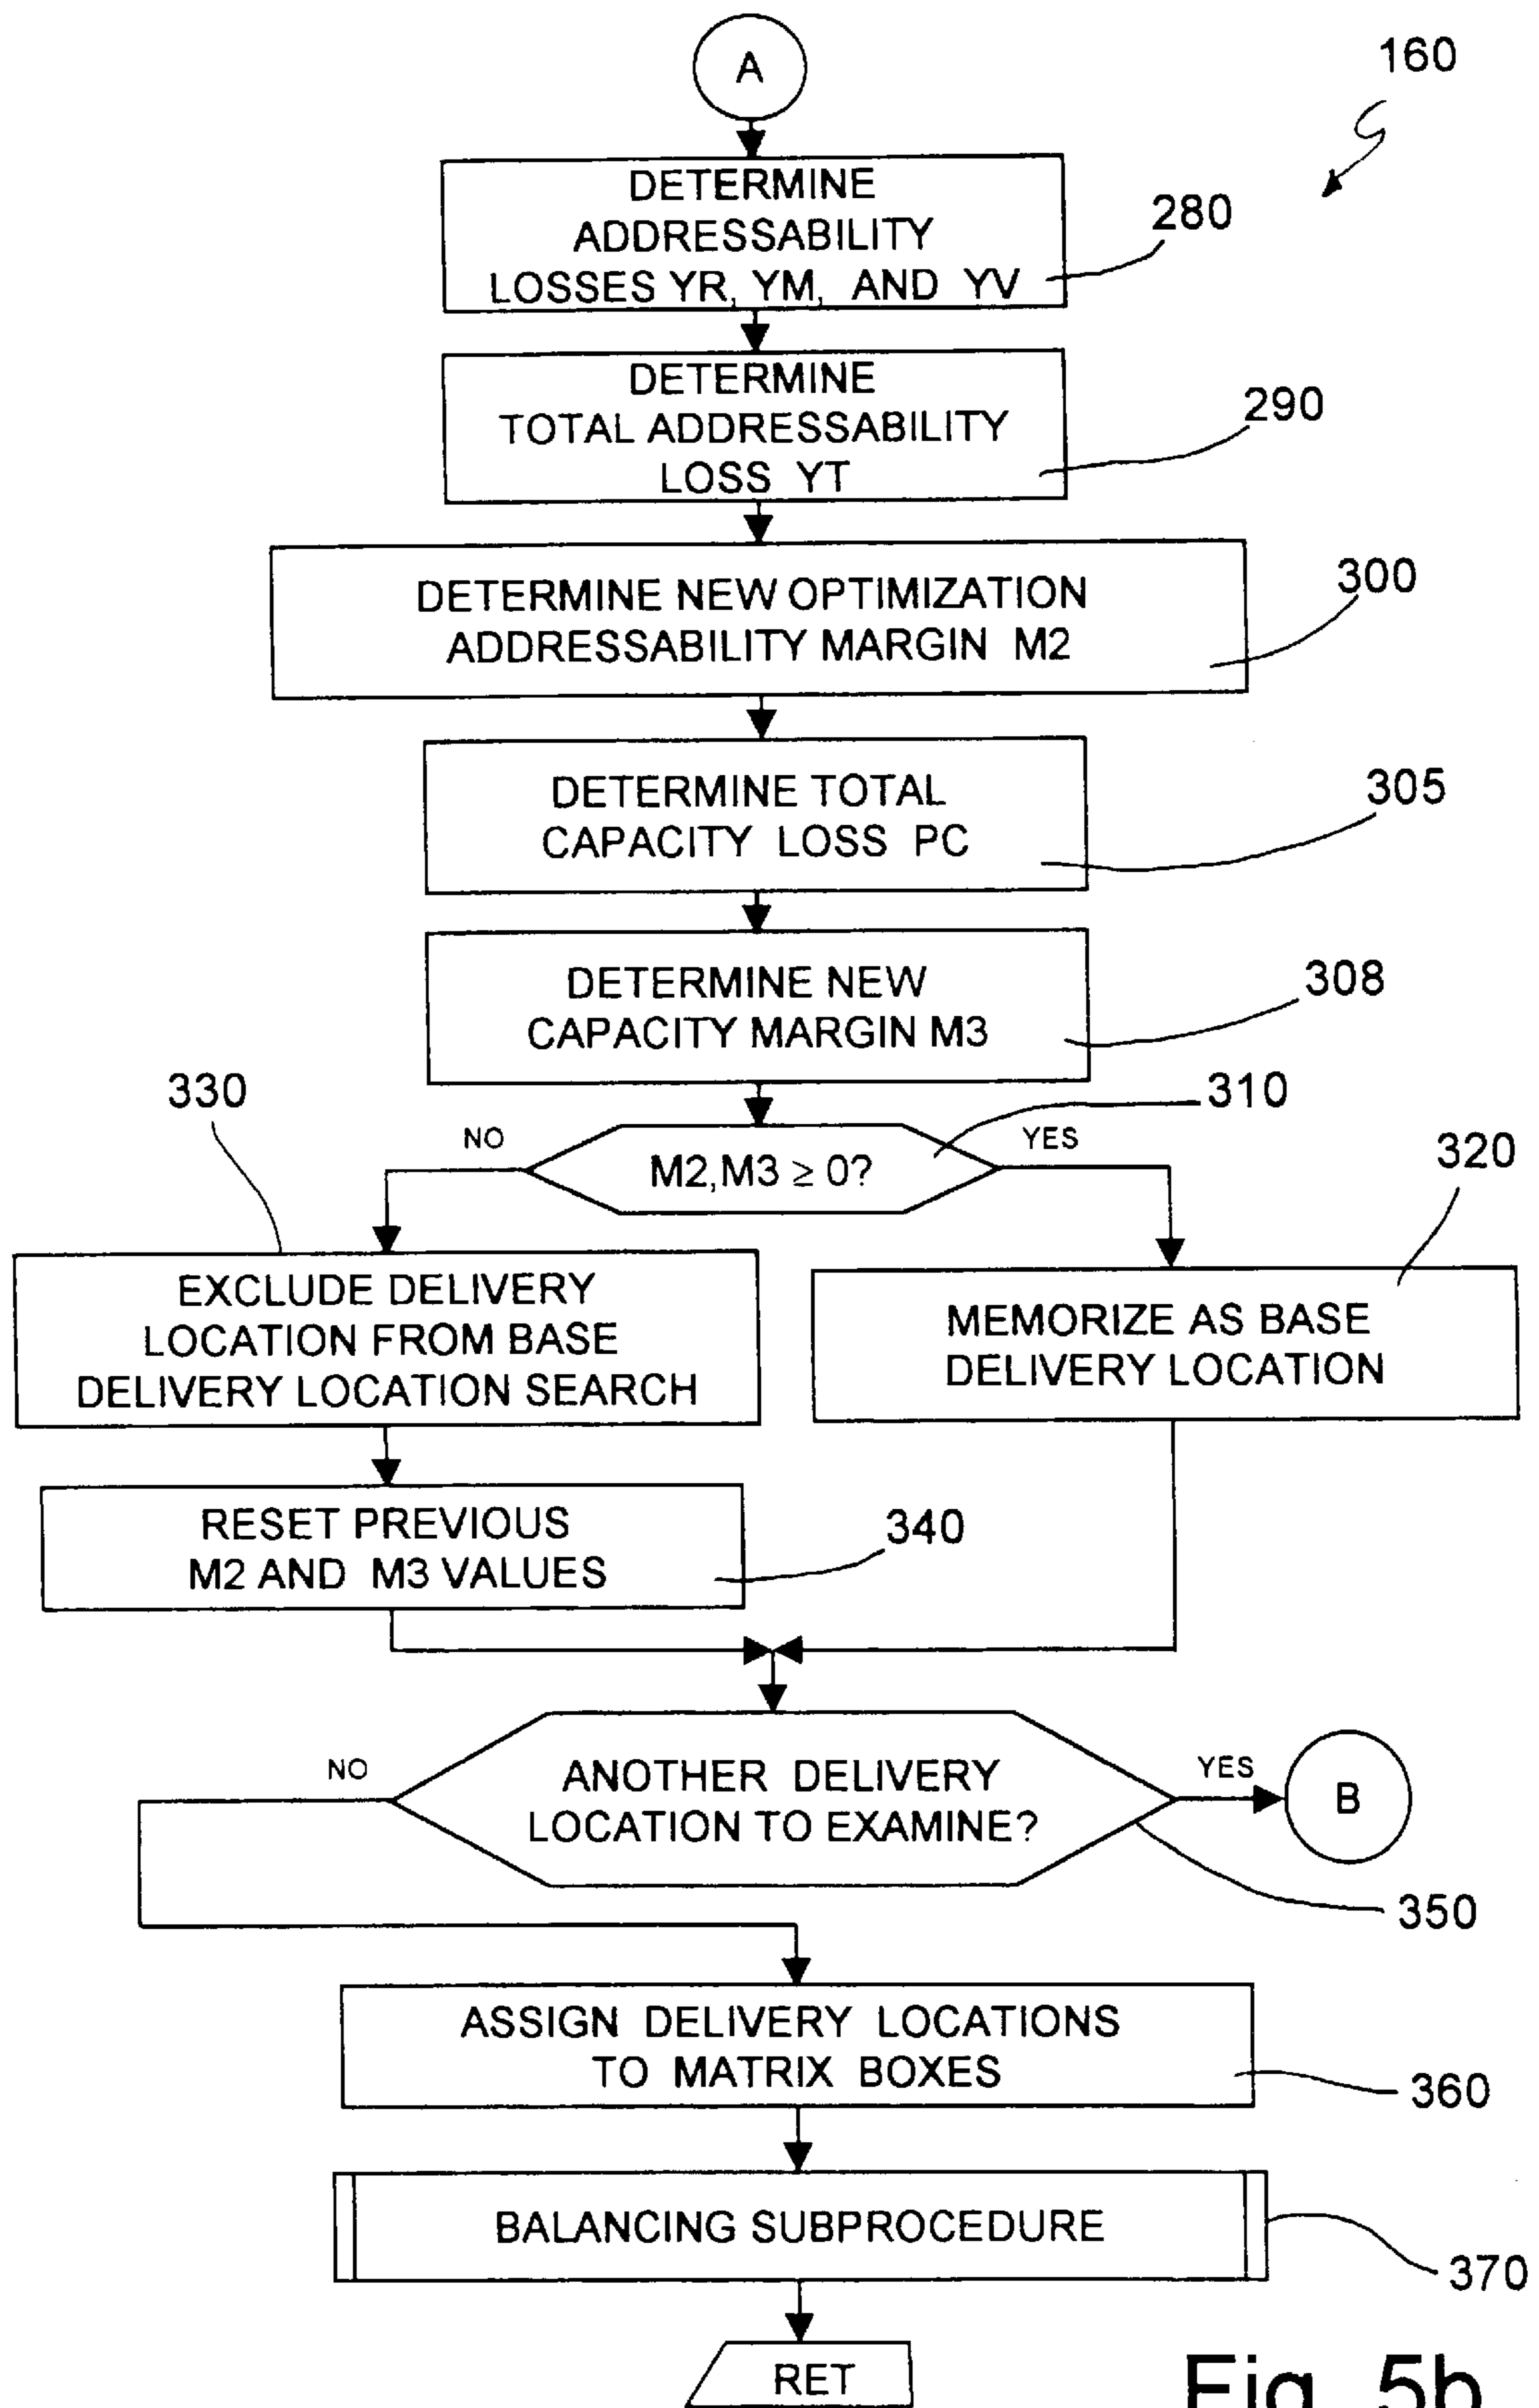 A
160
DETERMINE
ADDRESSABILITY
LOSSES YR, YM, AND YV
280
DETERMINE
TOTAL ADDRESSABILITY
LOSS YT
290
DETERMINE NEW OPTIMIZATION
ADDRESSABILITY MARGIN M2
300
DETERMINE TOTAL
CAPACITY LOSS PC
305
DETERMINE NEW
CAPACITY MARGIN M3
308
330
310
NO
M2,M3 ≥ 0?
YES
320
EXCLUDE DELIVERY
LOCATION FROM BASE
DELIVERY LOCATION SEARCH
MEMORIZE AS BASE
DELIVERY LOCATION
RESET PREVIOUS
M2 AND M3 VALUES
340
NO
ANOTHER DELIVERY
LOCATION TO EXAMINE?
YES
B
350
ASSIGN DELIVERY LOCATIONS
TO MATRIX BOXES
360
BALANCING SUBPROCEDURE
370
RET
Fig. 5b